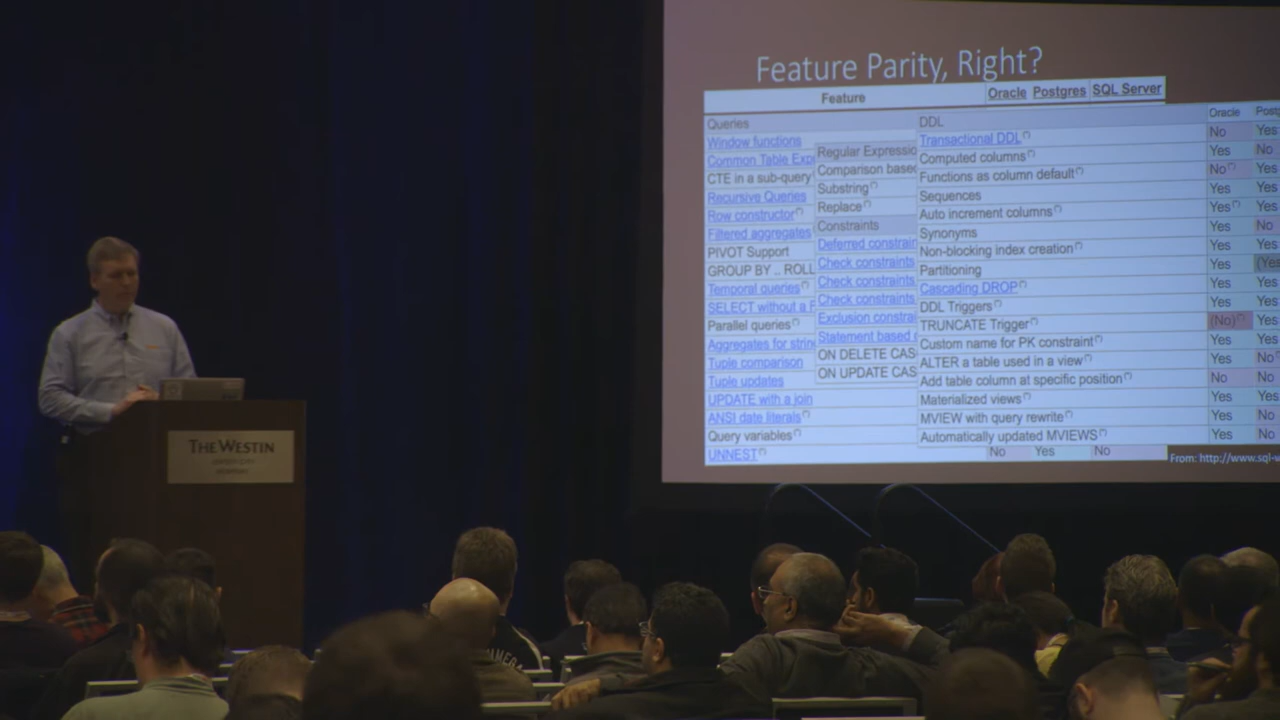 Feature Parity, Right?
Feature Oracle Postgres SQL Server
Queries
Window functions
Common Table Exp
CTE in a sub-query
Recursive Queries
Row constructor(*)
Filtered aggregates
PIVOT Support
GROUP BY .. ROLL
Temporal queries(*)
SELECT without a F
Parallel queries(*)
Aggregates for strin
Tuple comparison
Tuple updates
UPDATE with a join
ANSI date literals(*)
Query variables(*)
UNNEST(*) No Yes No
Regular Expressio
Comparison based
Substring(*)
Replace(*)
Constraints
Deferred constrain
Check constraints
Check constraints
Check constraints
Exclusion constrai
Statement based
ON DELETE CAS
ON UPDATE CAS
DDL Oracle Postg
Transactional DDL(*) No Yes
Computed columns(*) Yes No
Functions as column default(*) No(*) Yes
Sequences Yes Yes
Auto increment columns(*) Yes(*) Yes
Synonyms Yes No
Non-blocking index creation(*) Yes Yes
Partitioning Yes (Yes
Cascading DROP(*) Yes Yes
DDL Triggers(*) Yes Yes
TRUNCATE Trigger(*) (No)(*) Yes
Custom name for PK constraint(*) Yes Yes
ALTER a table used in a view(*) Yes No
Add table column at specific position(*) No No
Materialized views(*) Yes Yes
MVIEW with query rewrite(*) Yes No
Automatically updated MVIEWS(*) Yes No
From: http://www.sql-w
THE WESTIN